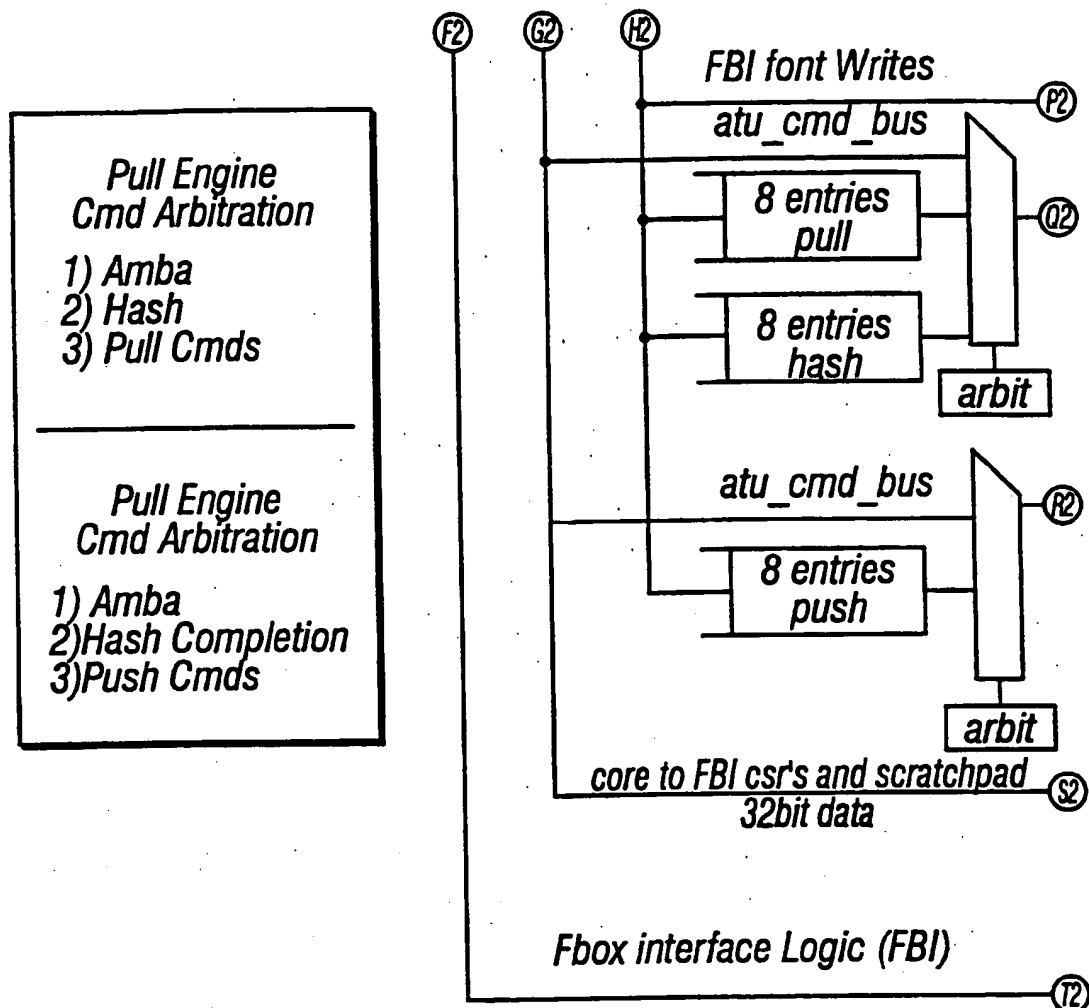 F2 G2 H2
FBI font Writes
P2
atu_cmd_bus
Pull Engine
Cmd Arbitration
1) Amba
2) Hash
3) Pull Cmds
8 entries
pull
Q2
8 entries
hash
arbit
Pull Engine
Cmd Arbitration
1) Amba
2)Hash Completion
3)Push Cmds
atu_cmd_bus
R2
8 entries
push
arbit
core to FBI csr's and scratchpad
32bit data
S2
Fbox interface Logic (FBI)
T2